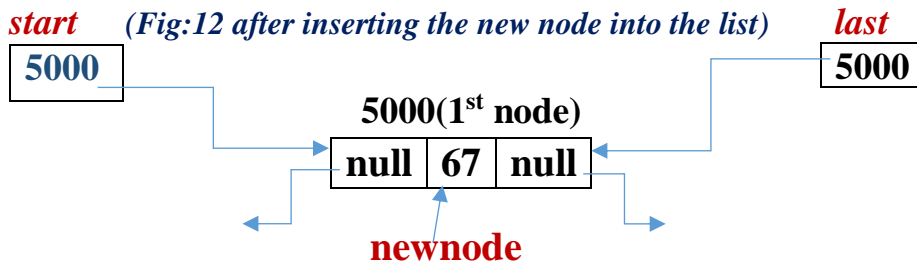 start (Fig:12 after inserting the new node into the list) last
5000 5000
5000(1st node)
null 67 null
newnode